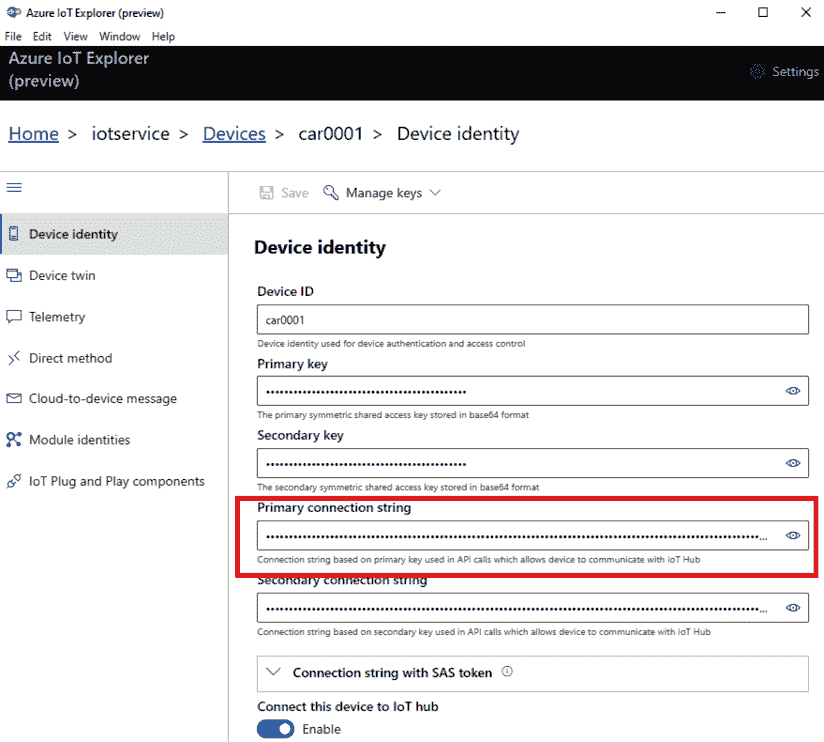 Azure IoT Explorer (preview)
File Edit View Window Help
Azure IoT Explorer
(preview)
Settings
Home > iotservice > Devices > car0001 > Device identity
Save Manage keys
Device identity
Device twin
Telemetry
Direct method
Cloud-to-device message
Module identities
IoT Plug and Play components
Device identity
Device ID
car0001
Device identity used for device authentication and access control
Primary key
The primary symmetric shared access key stored in base64 format
Secondary key
The secondary symmetric shared access key stored in base64 format
Primary connection string
Connection string based on primary key used in API calls which allows device to communicate with IoT Hub
Secondary connection string
Connection string based on secondary key used in API calls which allows device to communicate with IoT Hub
Connection string with SAS token
Connect this device to IoT hub
Enable